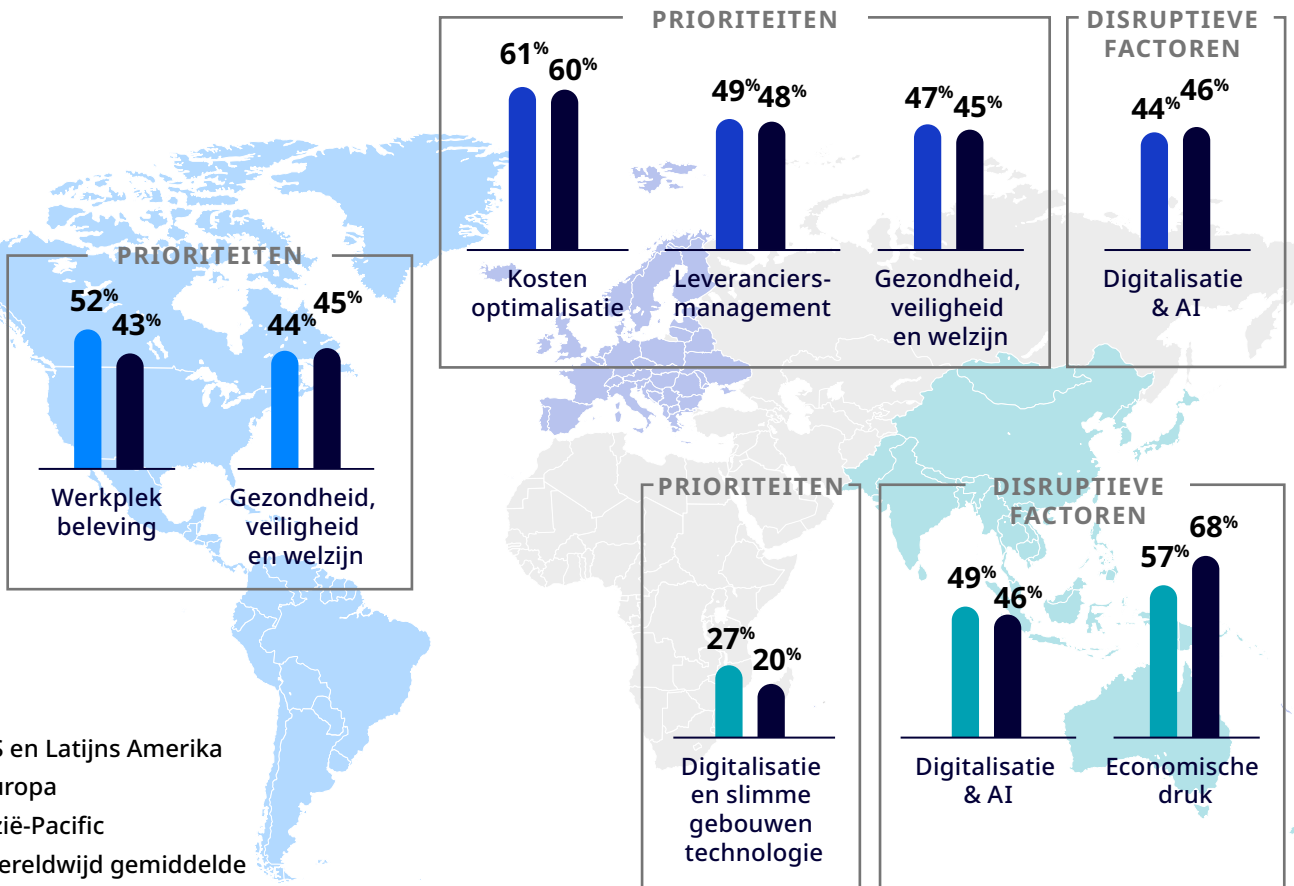 PRIORITEITEN
61%
60%
Kosten
optimalisatie
49%
48%
Leveranciers-
management
47%
45%
Gezondheid,
veiligheid
en welzijn
DISRUPTIEVE
FACTOREN
44%
46%
Digitalisatie
& AI
PRIORITEITEN
52%
43%
Werkplek
beleving
44%
45%
Gezondheid,
veiligheid
en welzijn
PRIORITEITEN
27%
20%
Digitalisatie
en slimme
gebouwen
technologie
DISRUPTIEVE
FACTOREN
49%
46%
Digitalisatie
& AI
57%
68%
Economische
druk
en Latijns Amerika
uropa
zië-Pacific
ereldwijd gemiddelde